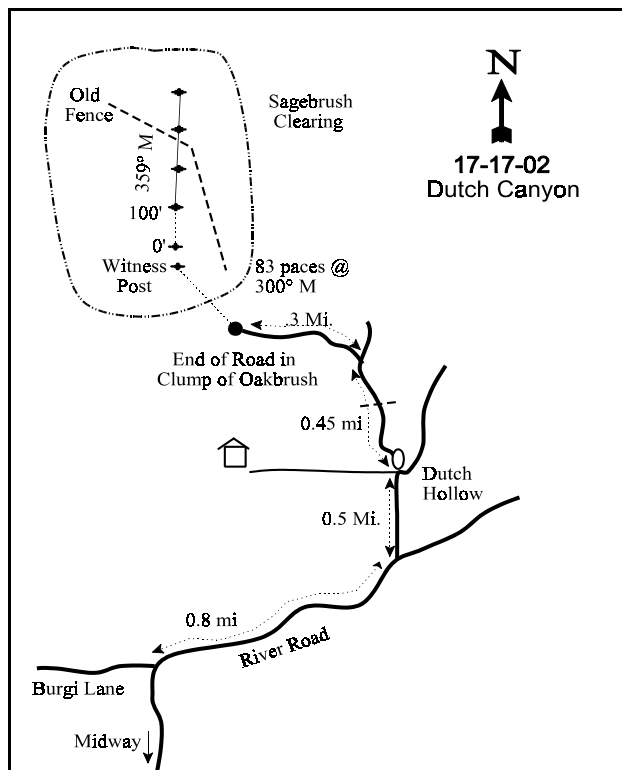 N
17-17-02
Dutch Canyon
Old
Fence
Sagebrush
Clearing
359° M
100'
0'
Witness
Post
83 paces @
300° M
.3 Mi.
End of Road in
Clump of Oakbrush
0.45 mi
Dutch
Hollow
0.5 Mi.
0.8 mi
River Road
Burgi Lane
Midway